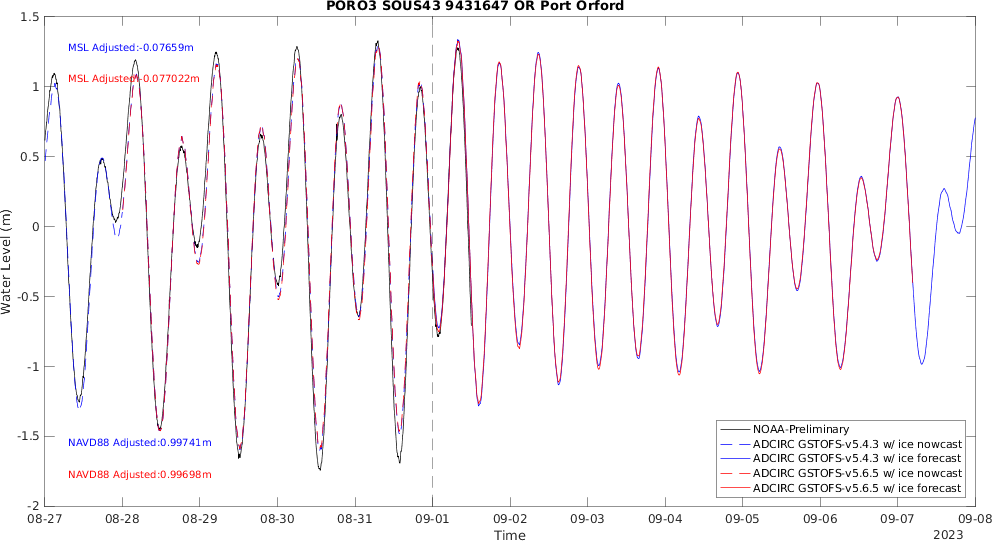 PORO3 SOUS43 9431647 OR Port Orford
1.5
1
0.5
0
-0.5
-1
-1.5
-2
Water Level (m)
MSL Adjusted:-0.07659m
MSL Adjusted:-0.077022m
NAVD88 Adjusted:0.99741m
NAVD88 Adjusted:0.99698m
NOAA-Preliminary
ADCIRC GSTOFS-v5.4.3 w/ ice nowcast
ADCIRC GSTOFS-v5.4.3 w/ ice forecast
ADCIRC GSTOFS-v5.6.5 w/ ice nowcast
ADCIRC GSTOFS-v5.6.5 w/ ice forecast
08-27 08-28 08-29 08-30 08-31 09-01 09-02 09-03 09-04 09-05 09-06 09-07 09-08
Time
2023